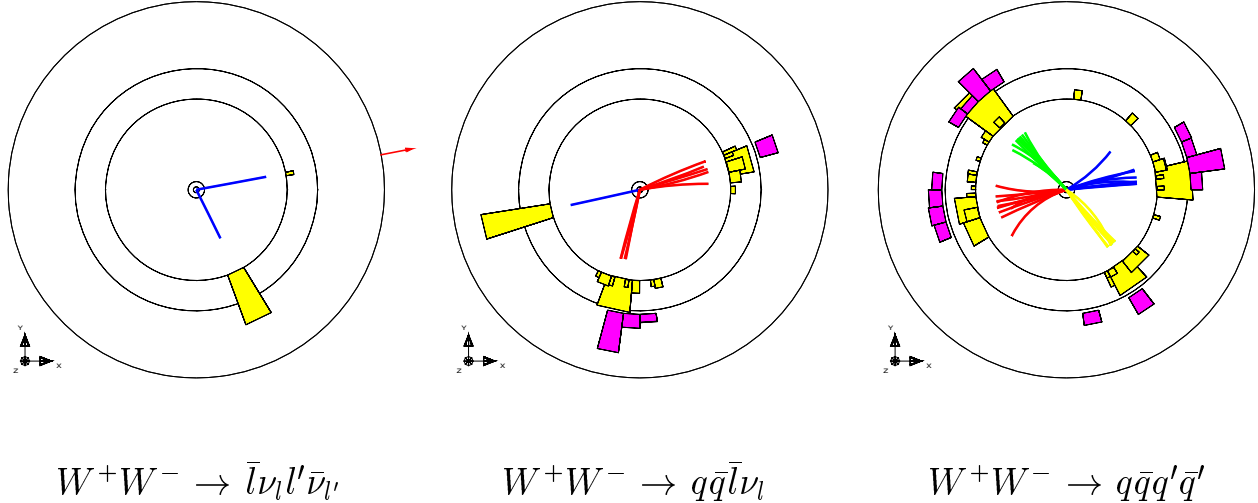 Y
Z X
Y
Z X
Y
Z X
W⁺W⁻ → l̄ν_l l′ν̄_l′
W⁺W⁻ → qq̄l̄ν_l
W⁺W⁻ → qq̄q′q̄′